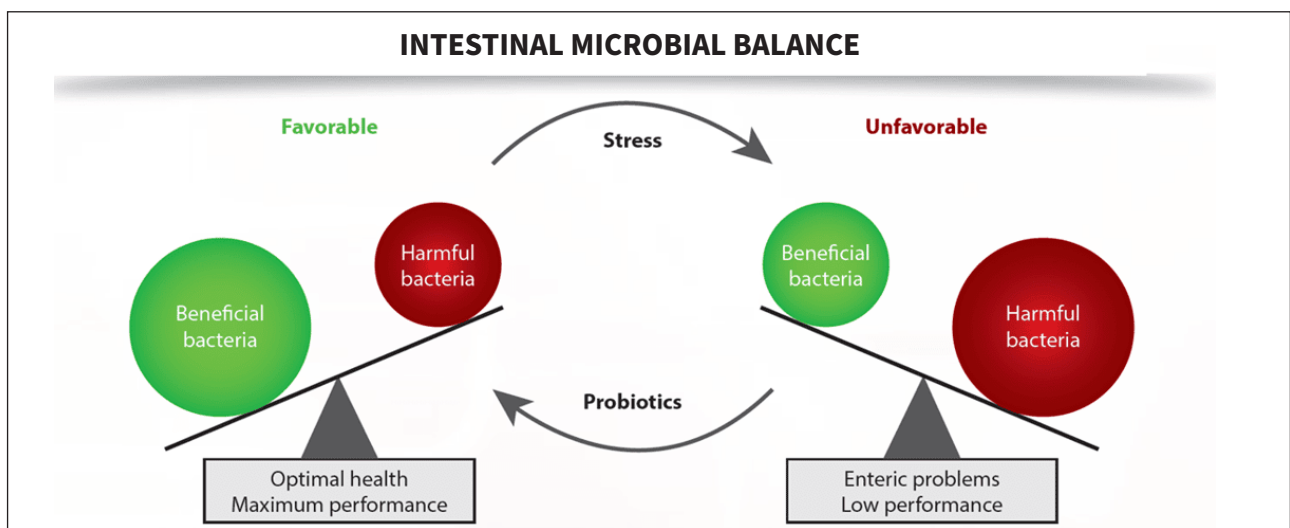 INTESTINAL MICROBIAL BALANCE
Favorable
Stress
Unfavorable
Beneficial
bacteria
Harmful
bacteria
Beneficial
bacteria
Harmful
bacteria
Probiotics
Optimal health
Maximum performance
Enteric problems
Low performance